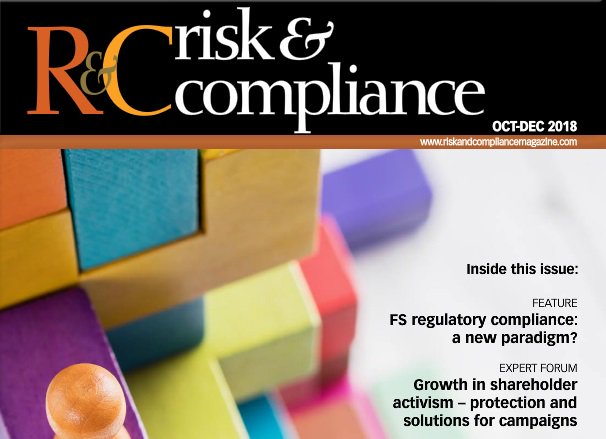 R&C risk &
compliance
OCT-DEC 2018
www.riskandcompliancemagazine.com
Inside this issue:
FEATURE
FS regulatory compliance:
a new paradigm?
EXPERT FORUM
Growth in shareholder
activism – protection and
solutions for campaigns